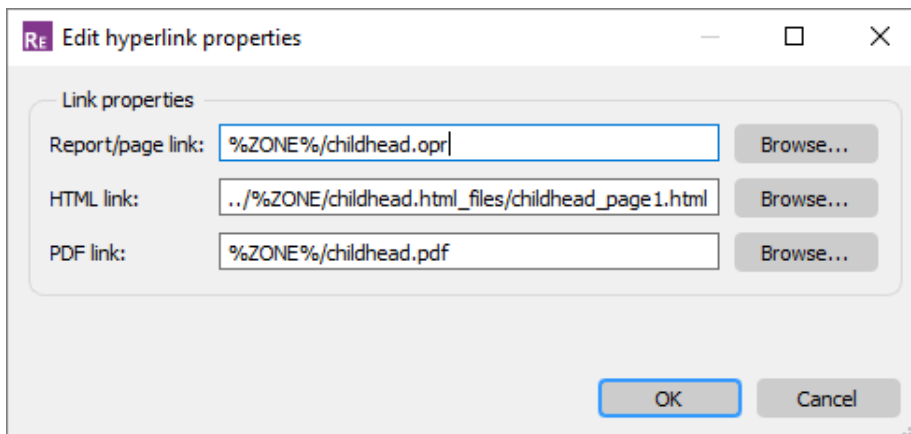 RE Edit hyperlink properties
Link properties
Report/page link: %ZONE%/childhead.opr Browse...
HTML link: ../%ZONE/childhead.html_files/childhead_page1.html Browse...
PDF link: %ZONE%/childhead.pdf Browse...
OK Cancel